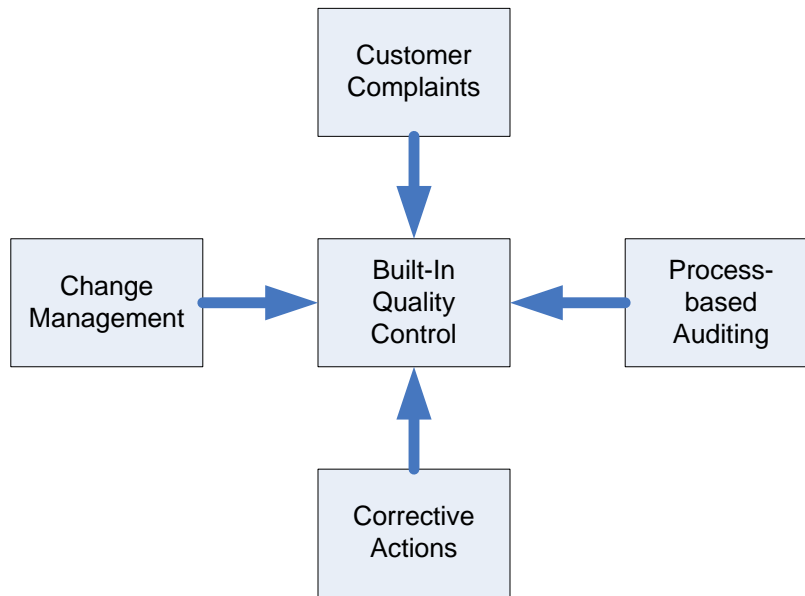 Customer
Complaints
Change
Management
Built-In
Quality
Control
Process-
based
Auditing
Corrective
Actions